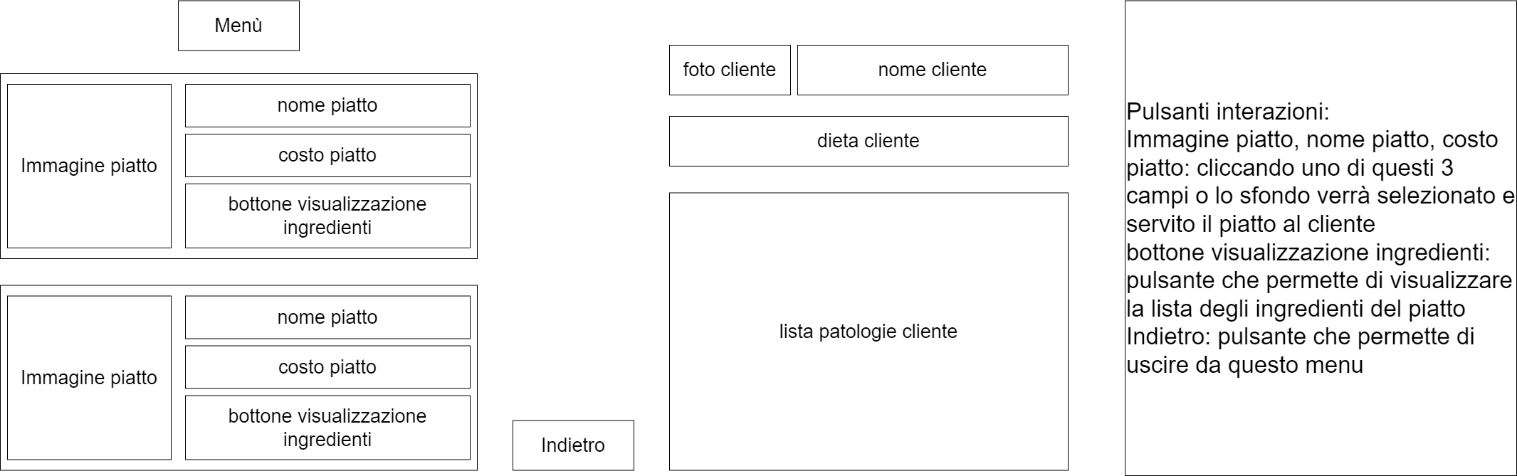 Menù
Immagine piatto
nome piatto
costo piatto
bottone visualizzazione
ingredienti
Immagine piatto
nome piatto
costo piatto
bottone visualizzazione
ingredienti
Indietro
foto cliente
nome cliente
dieta cliente
lista patologie cliente
Pulsanti interazioni:
Immagine piatto, nome piatto, costo
piatto: cliccando uno di questi 3
campi o lo sfondo verrà selezionato e
servito il piatto al cliente
bottone visualizzazione ingredienti:
pulsante che permette di visualizzare
la lista degli ingredienti del piatto
Indietro: pulsante che permette di
uscire da questo menu